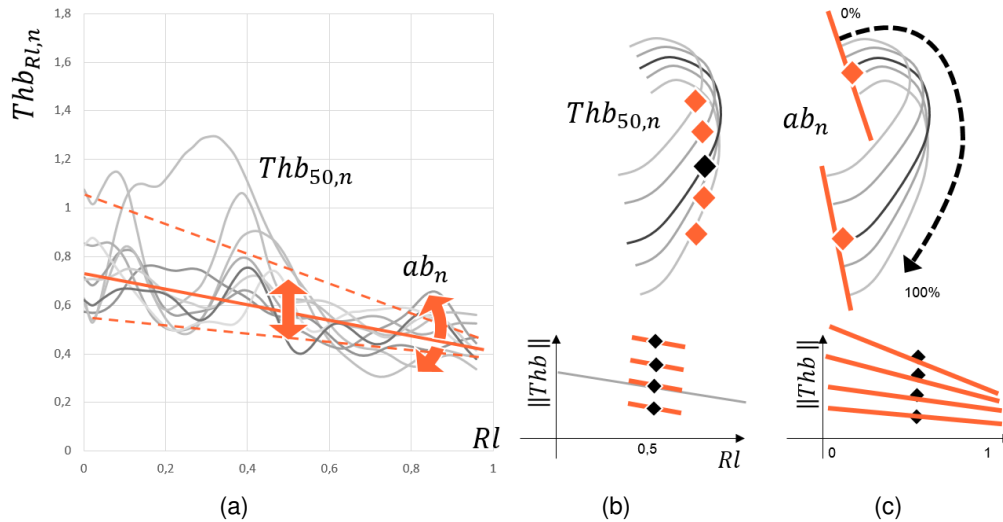 Thb_{Rl,n}
1,8
1,6
1,4
1,2
1
0,8
0,6
0,4
0,2
0
Thb_{50,n}
ab_n
Rl
0 0,2 0,4 0,6 0,8 1
(a)
Thb_{50,n}
||Thb||
0,5
Rl
(b)
0%
ab_n
100%
||Thb||
0 1
(c)